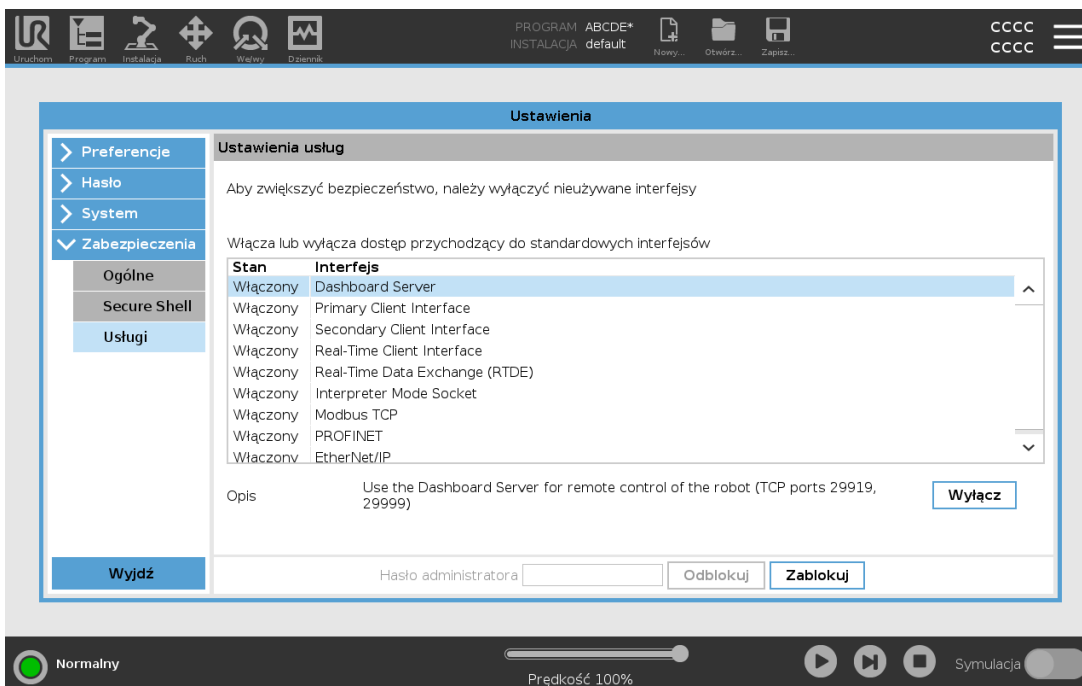 PROGRAM ABCDE*
INSTALACJA default
CCCC
CCCC
Uruchom Program Instalacja Ruch We/wy Dziennik Nowy... Otwórz... Zapisz...
Ustawienia
Preferencje
Hasło
System
Zabezpieczenia
Ogólne
Secure Shell
Usługi
Wyjdź
Ustawienia usług
Aby zwiększyć bezpieczeństwo, należy wyłączyć nieużywane interfejsy
Włącza lub wyłącza dostęp przychodzący do standardowych interfejsów
Stan Interfejs
Włączony Dashboard Server
Włączony Primary Client Interface
Włączony Secondary Client Interface
Włączony Real-Time Client Interface
Włączony Real-Time Data Exchange (RTDE)
Włączony Interpreter Mode Socket
Włączony Modbus TCP
Włączony PROFINET
Włączony EtherNet/IP
Opis Use the Dashboard Server for remote control of the robot (TCP ports 29919,
29999)
Wyłącz
Hasło administratora Odblokuj Zablokuj
Normalny
Prędkość 100%
Symulacja